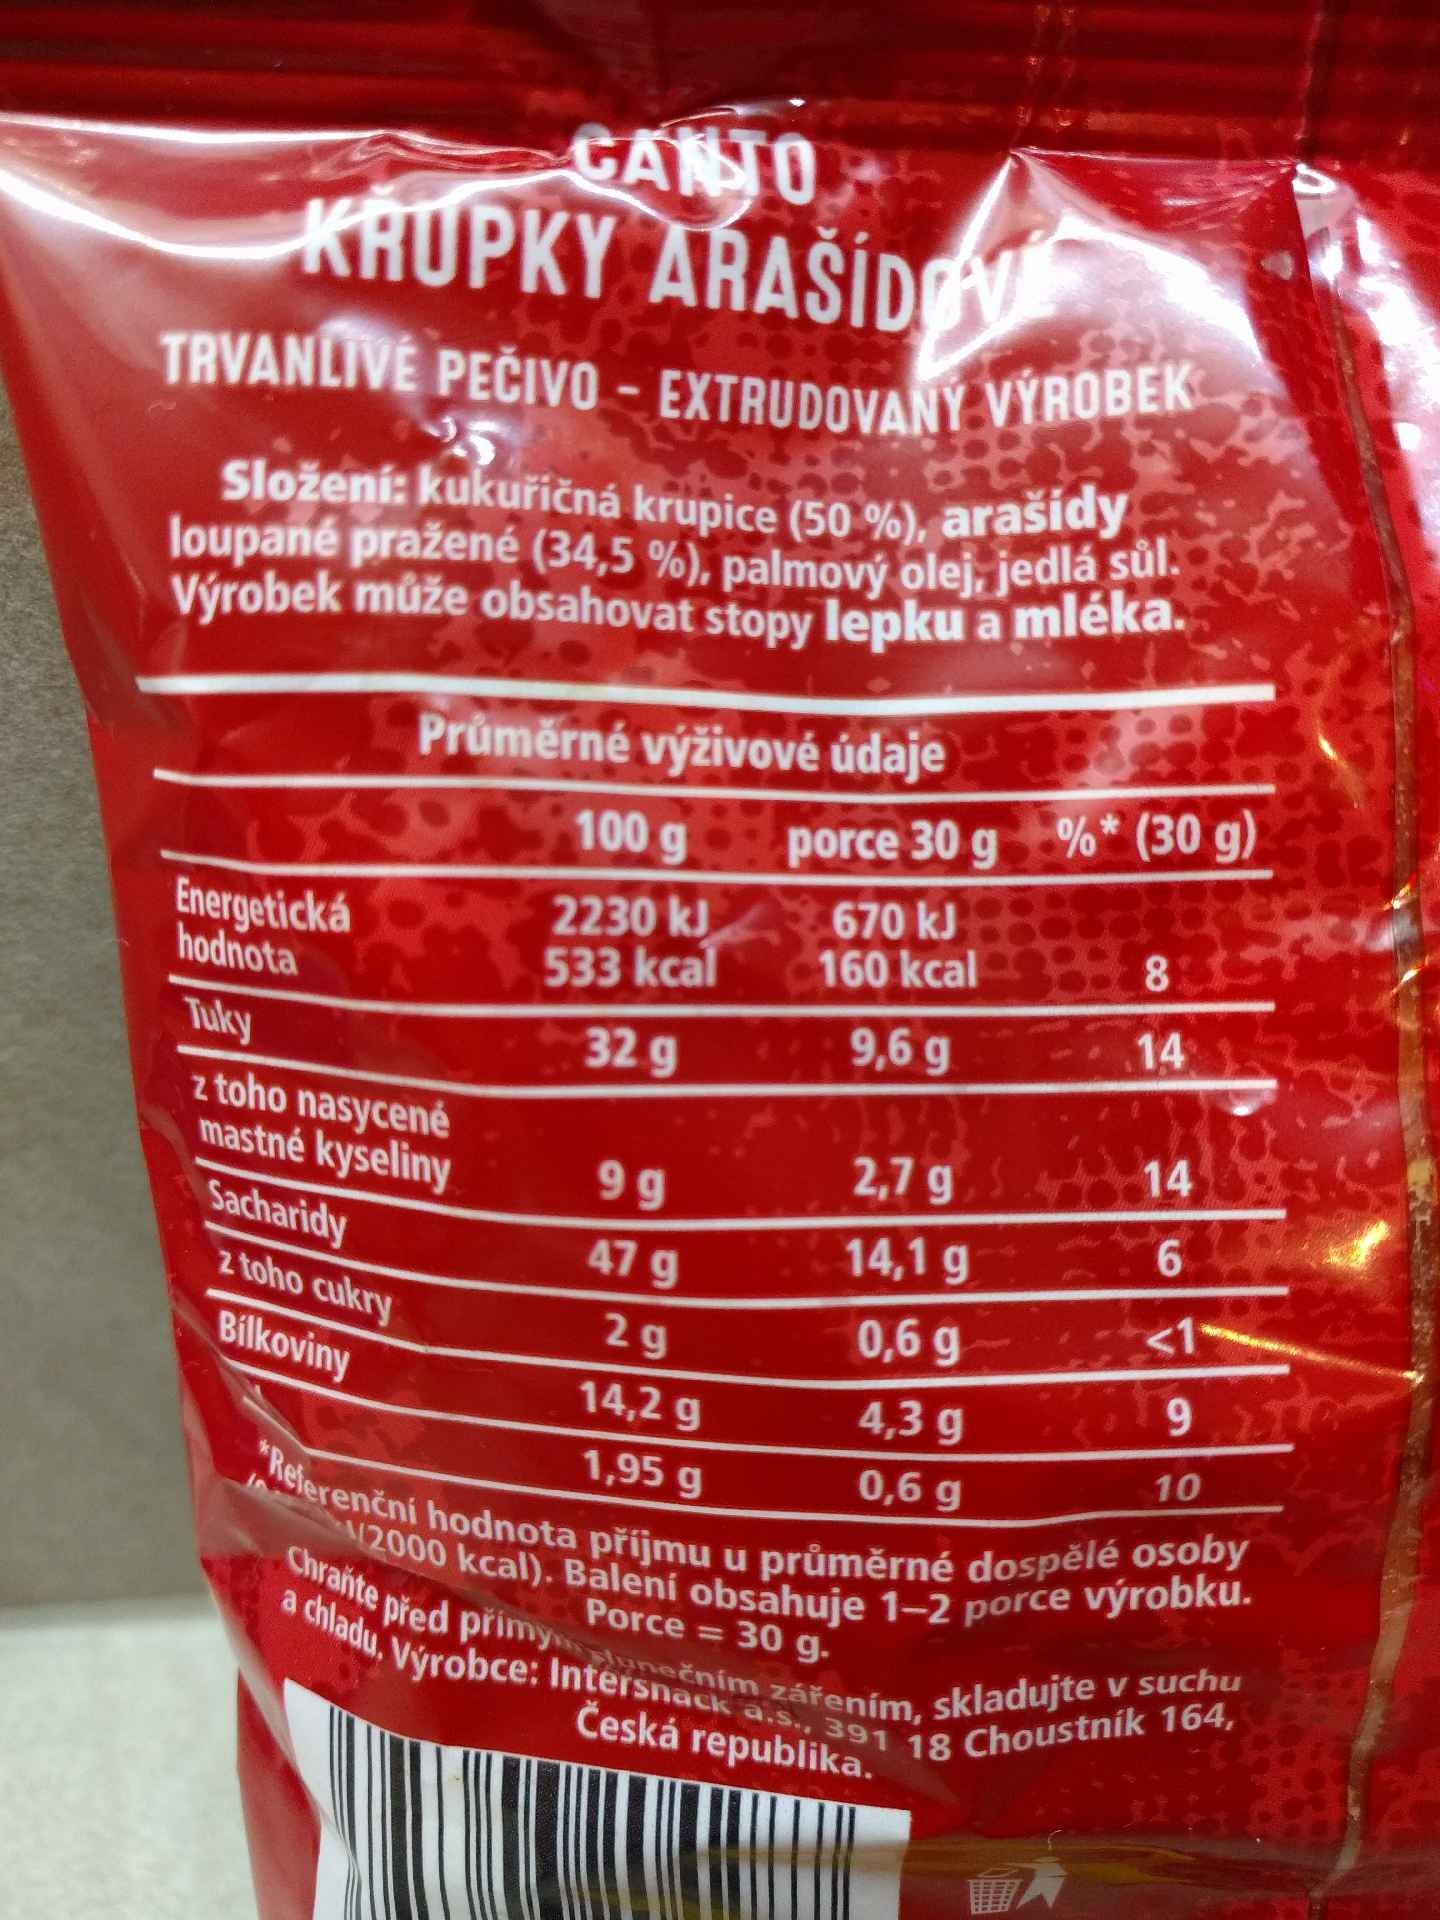 CANTO
KŘUPKY ARAŠÍDOVÉ
TRVANLIVÉ PEČIVO - EXTRUDOVANÝ VÝROBEK
Složení: kukuřičná krupice (50 %), arašídy
loupané pražené (34,5 %), palmový olej, jedlá sůl.
Výrobek může obsahovat stopy lepku a mléka.
Průměrné výživové údaje
100 g porce 30 g %* (30 g)
Energetická 2230 kJ 670 kJ
hodnota 533 kcal 160 kcal 8
Tuky 32 g 9,6 g 14
z toho nasycené
mastné kyseliny 9 g 2,7 g 14
Sacharidy 47 g 14,1 g 6
z toho cukry 2 g 0,6 g <1
Bílkoviny 14,2 g 4,3 g 9
1,95 g 0,6 g 10
*Referenční hodnota příjmu u průměrné dospělé osoby
/2000 kcal). Balení obsahuje 1–2 porce výrobku.
Porce = 30 g.
Chraňte před přímým slunečním zářením, skladujte v suchu
a chladu. Výrobce: Intersnack a.s., 391 18 Choustník 164,
Česká republika.